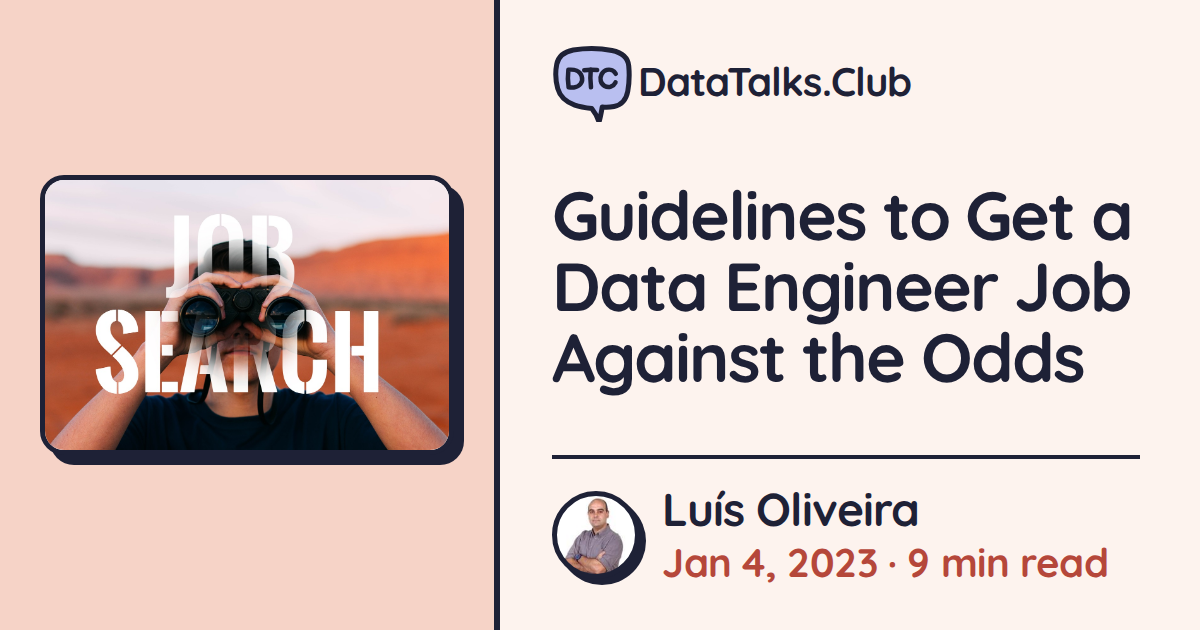 JOB
SEARCH
DTC DataTalks.Club
Guidelines to Get a
Data Engineer Job
Against the Odds
Luís Oliveira
Jan 4, 2023 · 9 min read